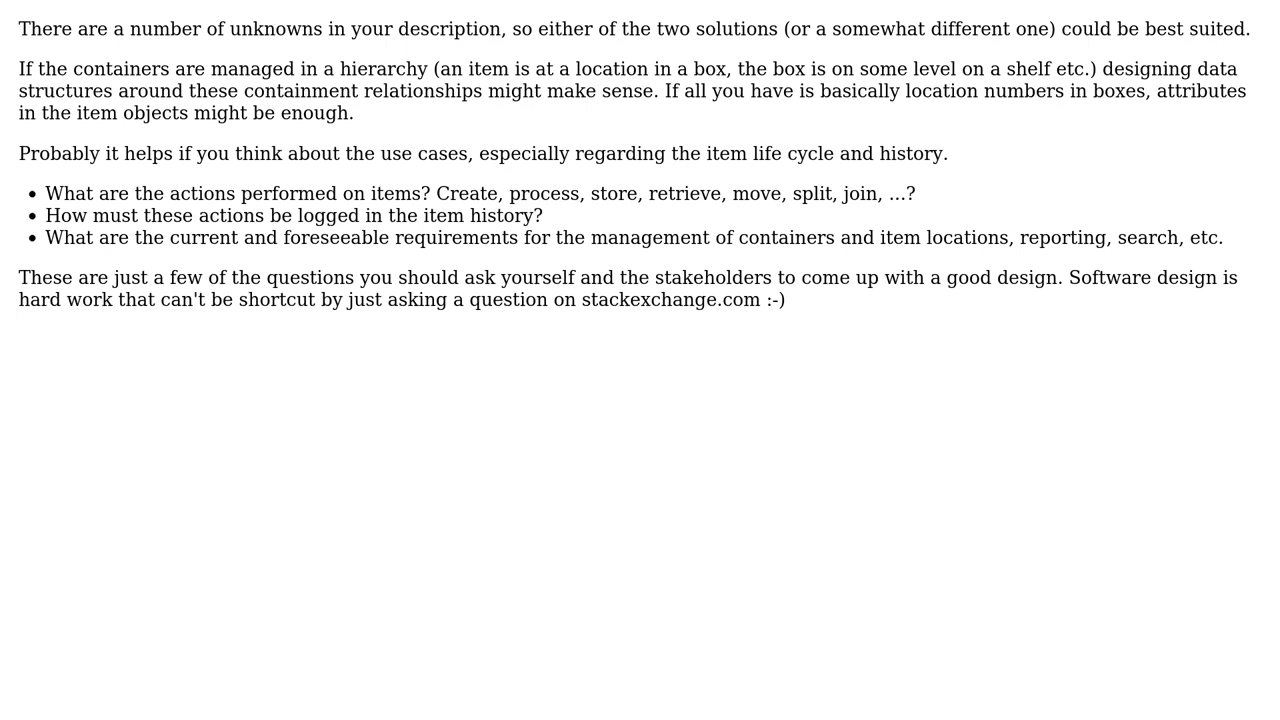 There are a number of unknowns in your description, so either of the two solutions (or a somewhat different one) could be best suited.
If the containers are managed in a hierarchy (an item is at a location in a box, the box is on some level on a shelf etc.) designing data
structures around these containment relationships might make sense. If all you have is basically location numbers in boxes, attributes
in the item objects might be enough.
Probably it helps if you think about the use cases, especially regarding the item life cycle and history.
• What are the actions performed on items? Create, process, store, retrieve, move, split, join, ...?
• How must these actions be logged in the item history?
• What are the current and foreseeable requirements for the management of containers and item locations, reporting, search, etc.
These are just a few of the questions you should ask yourself and the stakeholders to come up with a good design. Software design is
hard work that can't be shortcut by just asking a question on stackexchange.com :-)